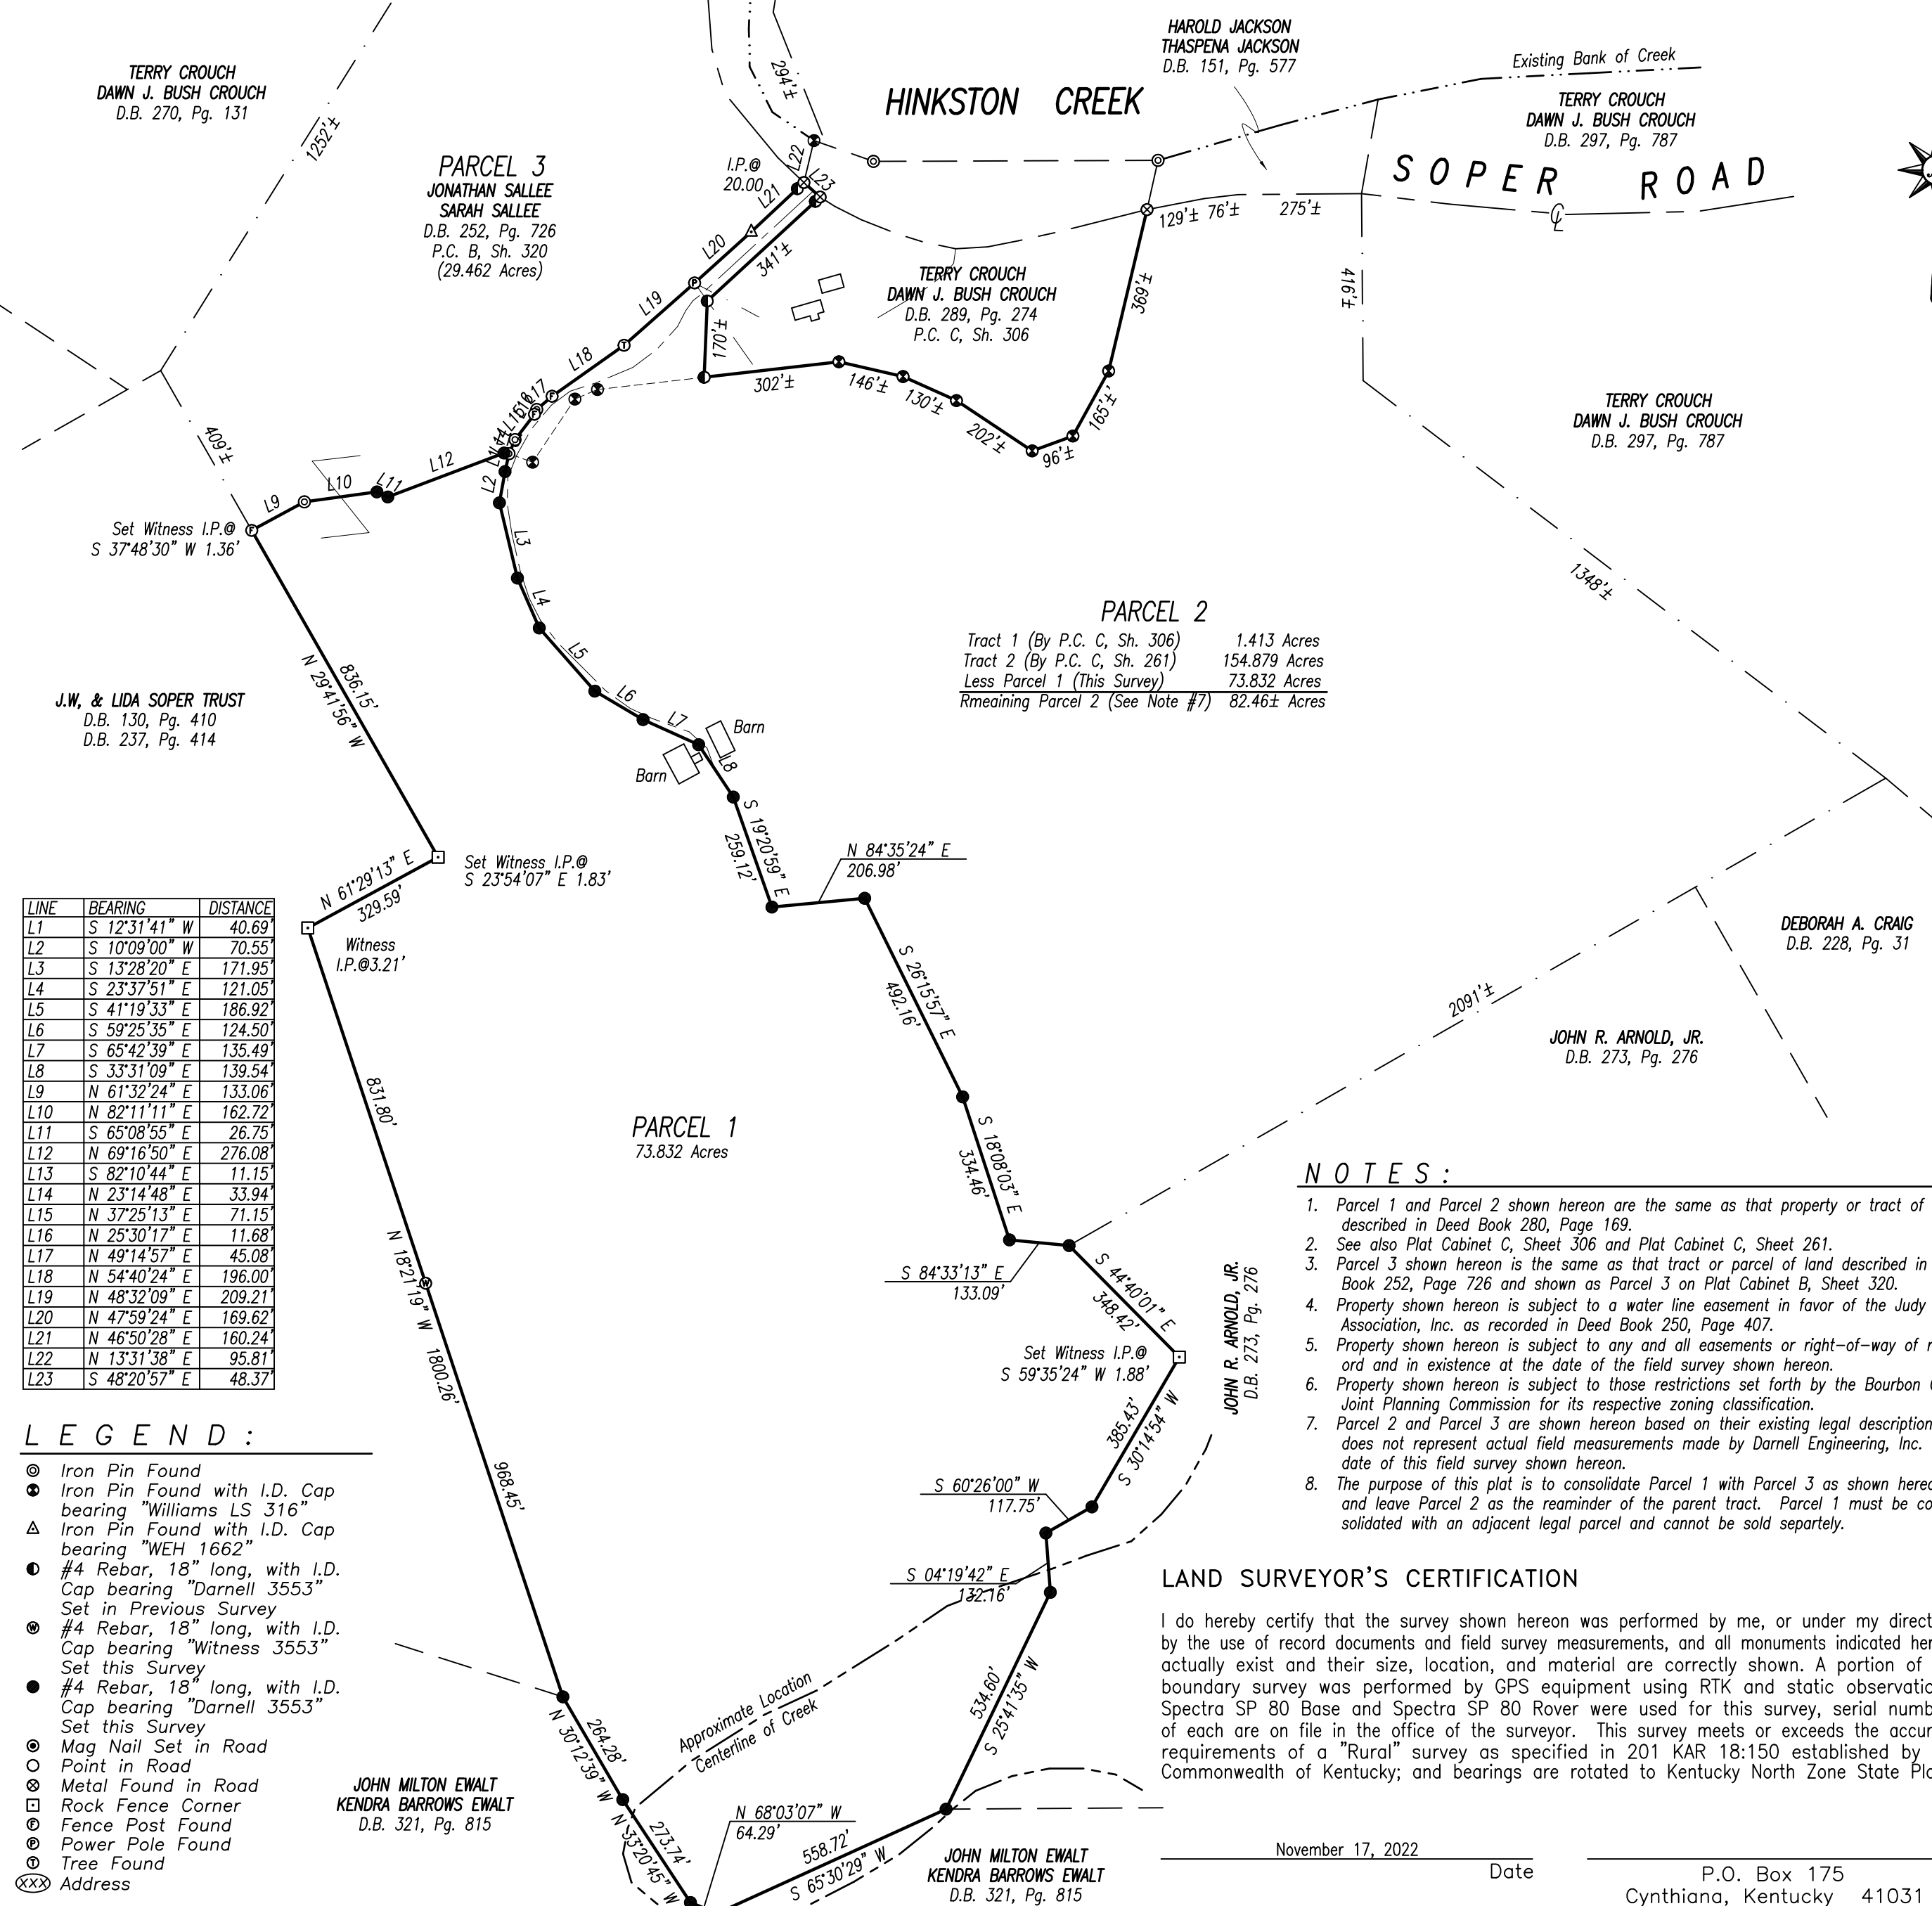 TERRY CROUCH
DAWN J. BUSH CROUCH
D.B. 270, Pg. 131
1252'±
294'±
HINKSTON CREEK
HAROLD JACKSON
THASPENA JACKSON
D.B. 151, Pg. 577
Existing Bank of Creek
TERRY CROUCH
DAWN J. BUSH CROUCH
D.B. 297, Pg. 787
SOPER ROAD
℄
PARCEL 3
JONATHAN SALLEE
SARAH SALLEE
D.B. 252, Pg. 726
P.C. B, Sh. 320
(29.462 Acres)
I.P.@
20.00
L22
L23
L21
L20
341'±
L19
170'±
L18
L17
L12
L11
L10
L9
409'±
129'± 76'± 275'±
416'±
369'±
TERRY CROUCH
DAWN J. BUSH CROUCH
D.B. 289, Pg. 274
P.C. C, Sh. 306
302'±
146'±
130'±
202'±
96'±
165'±'
TERRY CROUCH
DAWN J. BUSH CROUCH
D.B. 297, Pg. 787
1348'±
Set Witness I.P.@
S 37°48'30" W 1.36'
L2
L3
L4
L5
L6
L7
L8
Barn
Barn
836.15'
N 29°41'56" W
J.W, & LIDA SOPER TRUST
D.B. 130, Pg. 410
D.B. 237, Pg. 414
PARCEL 2
Tract 1 (By P.C. C, Sh. 306) 1.413 Acres
Tract 2 (By P.C. C, Sh. 261) 154.879 Acres
Less Parcel 1 (This Survey) 73.832 Acres
Rmeaining Parcel 2 (See Note #7) 82.46± Acres
S 19°20'59" E
259.12'
N 84°35'24" E
206.98'
Set Witness I.P.@
S 23°54'07" E 1.83'
N 61°29'13" E
329.59'
Witness
I.P.@3.21'
S 26°15'57" E
492.16'
DEBORAH A. CRAIG
D.B. 228, Pg. 31
2091'±
JOHN R. ARNOLD, JR.
D.B. 273, Pg. 276
LINE BEARING DISTANCE
L1 S 12°31'41" W 40.69'
L2 S 10°09'00" W 70.55'
L3 S 13°28'20" E 171.95'
L4 S 23°37'51" E 121.05'
L5 S 41°19'33" E 186.92'
L6 S 59°25'35" E 124.50'
L7 S 65°42'39" E 135.49'
L8 S 33°31'09" E 139.54'
L9 N 61°32'24" E 133.06'
L10 N 82°11'11" E 162.72'
L11 S 65°08'55" E 26.75'
L12 N 69°16'50" E 276.08'
L13 S 82°10'44" E 11.15'
L14 N 23°14'48" E 33.94'
L15 N 37°25'13" E 71.15'
L16 N 25°30'17" E 11.68'
L17 N 49°14'57" E 45.08'
L18 N 54°40'24" E 196.00'
L19 N 48°32'09" E 209.21'
L20 N 47°59'24" E 169.62'
L21 N 46°50'28" E 160.24'
L22 N 13°31'38" E 95.81'
L23 S 48°20'57" E 48.37'
831.80'
N 18°21'19" W 1800.26'
968.45'
PARCEL 1
73.832 Acres
S 18°08'03" E
334.46'
S 84°33'13" E
133.09'
S 44°40'01" E
348.42'
Set Witness I.P.@
S 59°35'24" W 1.88'
JOHN R. ARNOLD, JR.
D.B. 273, Pg. 276
385.43'
S 30°14'54" W
S 60°26'00" W
117.75'
S 04°19'42" E
132.16'
534.60'
S 25°41'35" W
Approximate Location
Centerline of Creek
264.28'
N 30°12'39" W
273.74'
N 33°20'45" W
N 68°03'07" W
64.29'
558.72'
S 65°30'29" W
JOHN MILTON EWALT
KENDRA BARROWS EWALT
D.B. 321, Pg. 815
JOHN MILTON EWALT
KENDRA BARROWS EWALT
D.B. 321, Pg. 815
LEGEND:
Iron Pin Found
Iron Pin Found with I.D. Cap
bearing "Williams LS 316"
Iron Pin Found with I.D. Cap
bearing "WEH 1662"
#4 Rebar, 18" long, with I.D.
Cap bearing "Darnell 3553"
Set in Previous Survey
#4 Rebar, 18" long, with I.D.
Cap bearing "Witness 3553"
Set this Survey
#4 Rebar, 18" long, with I.D.
Cap bearing "Darnell 3553"
Set this Survey
Mag Nail Set in Road
Point in Road
Metal Found in Road
Rock Fence Corner
Fence Post Found
Power Pole Found
Tree Found
XXX Address
NOTES:
1. Parcel 1 and Parcel 2 shown hereon are the same as that property or tract of
described in Deed Book 280, Page 169.
2. See also Plat Cabinet C, Sheet 306 and Plat Cabinet C, Sheet 261.
3. Parcel 3 shown hereon is the same as that tract or parcel of land described in
Book 252, Page 726 and shown as Parcel 3 on Plat Cabinet B, Sheet 320.
4. Property shown hereon is subject to a water line easement in favor of the Judy
Association, Inc. as recorded in Deed Book 250, Page 407.
5. Property shown hereon is subject to any and all easements or right-of-way of
ord and in existence at the date of the field survey shown hereon.
6. Property shown hereon is subject to those restrictions set forth by the Bourbon
Joint Planning Commission for its respective zoning classification.
7. Parcel 2 and Parcel 3 are shown hereon based on their existing legal description
does not represent actual field measurements made by Darnell Engineering, Inc.
date of this field survey shown hereon.
8. The purpose of this plat is to consolidate Parcel 1 with Parcel 3 as shown hereo
and leave Parcel 2 as the reaminder of the parent tract. Parcel 1 must be co
solidated with an adjacent legal parcel and cannot be sold separtely.
LAND SURVEYOR'S CERTIFICATION
I do hereby certify that the survey shown hereon was performed by me, or under my direct
by the use of record documents and field survey measurements, and all monuments indicated her
actually exist and their size, location, and material are correctly shown. A portion of
boundary survey was performed by GPS equipment using RTK and static observatio
Spectra SP 80 Base and Spectra SP 80 Rover were used for this survey, serial numb
of each are on file in the office of the surveyor. This survey meets or exceeds the accur
requirements of a "Rural" survey as specified in 201 KAR 18:150 established by
Commonwealth of Kentucky; and bearings are rotated to Kentucky North Zone State Pla
November 17, 2022
Date
P.O. Box 175
Cynthiana, Kentucky 41031